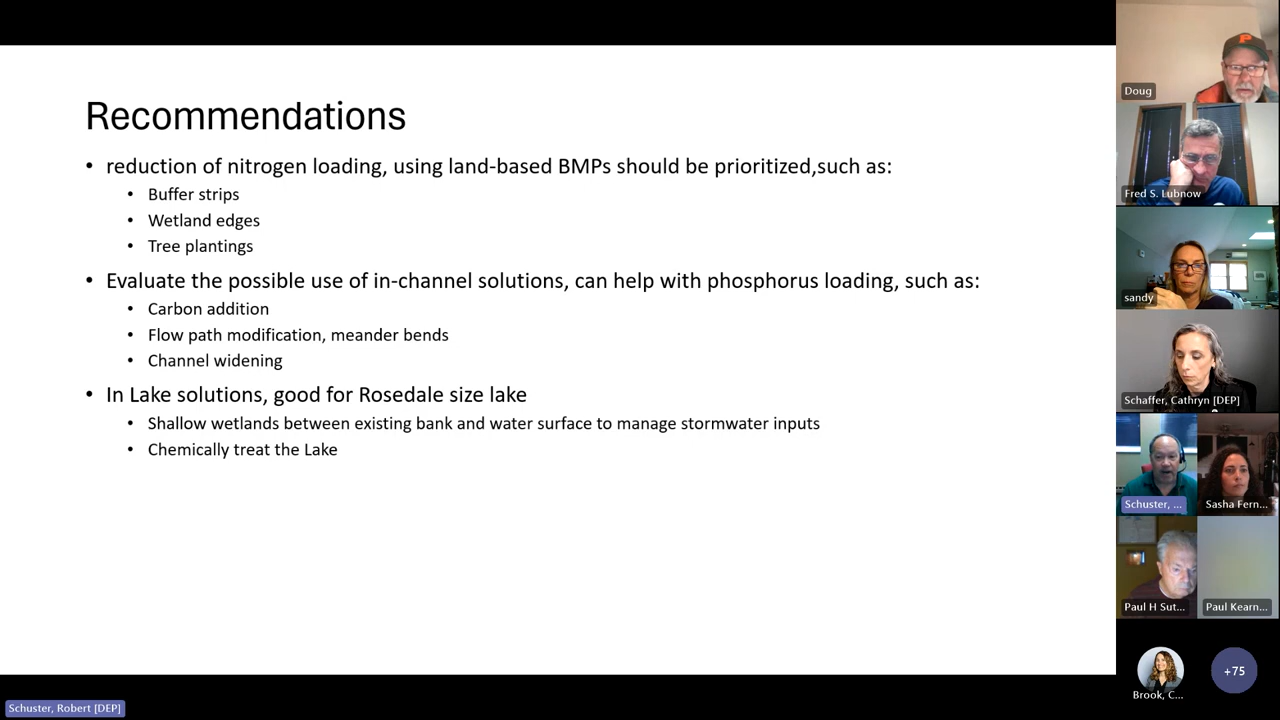 Recommendations
• reduction of nitrogen loading, using land-based BMPs should be prioritized,such as:
• Buffer strips
• Wetland edges
• Tree plantings
• Evaluate the possible use of in-channel solutions, can help with phosphorus loading, such as:
• Carbon addition
• Flow path modification, meander bends
• Channel widening
• In Lake solutions, good for Rosedale size lake
• Shallow wetlands between existing bank and water surface to manage stormwater inputs
• Chemically treat the Lake
Schuster, Robert [DEP]
Doug
Fred S. Lubnow
sandy
Schaffer, Cathryn [DEP]
Schuster, ...
Sasha Fern...
Paul H Sut...
Paul Kearn...
Brook, C...
+75